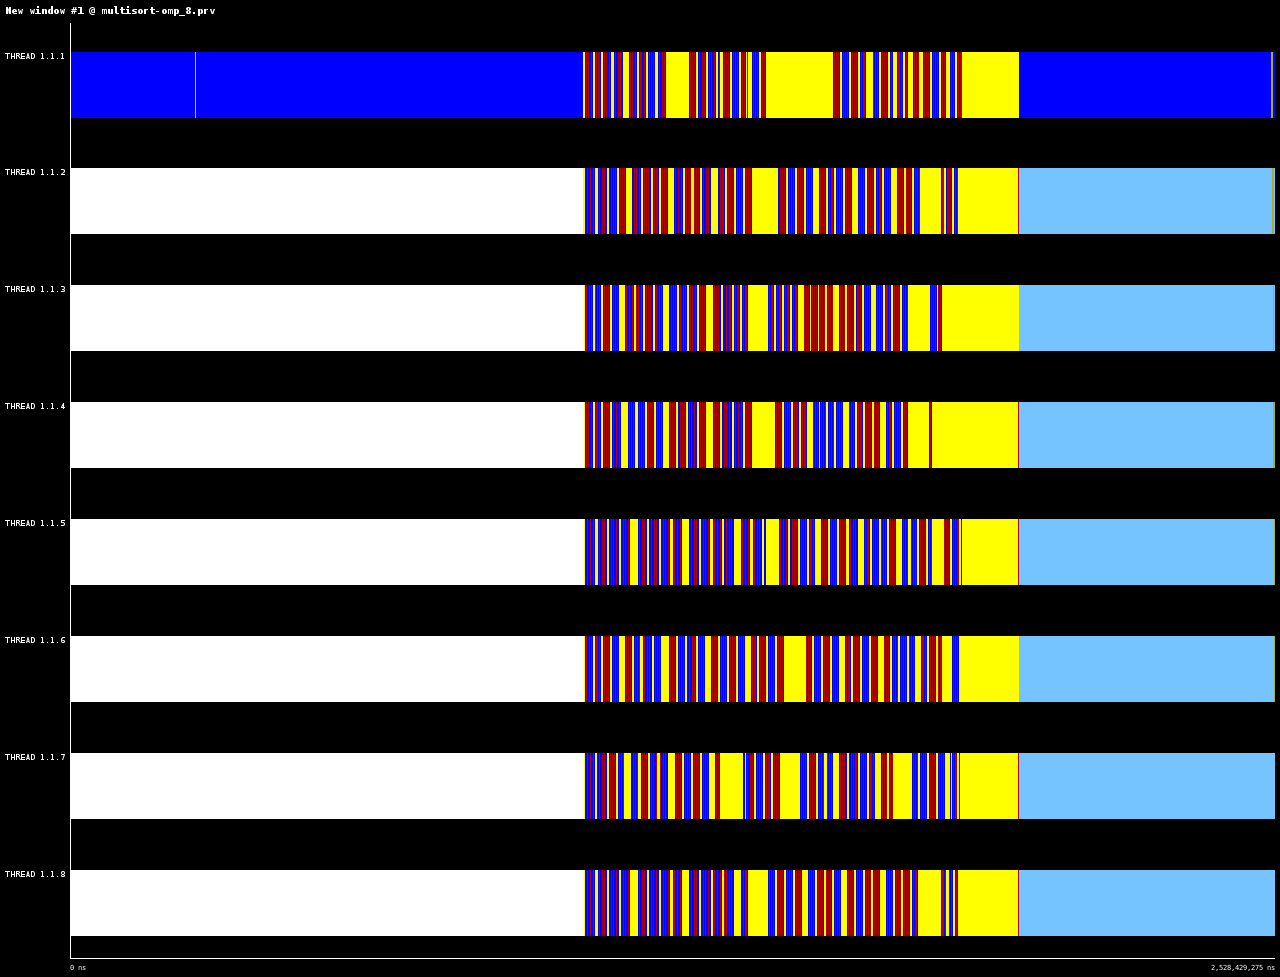 New window #1 @ multisort-omp_8.prv
THREAD 1.1.1
THREAD 1.1.2
THREAD 1.1.3
THREAD 1.1.4
THREAD 1.1.5
THREAD 1.1.6
THREAD 1.1.7
THREAD 1.1.8
0 ns 2,528,429,275 ns